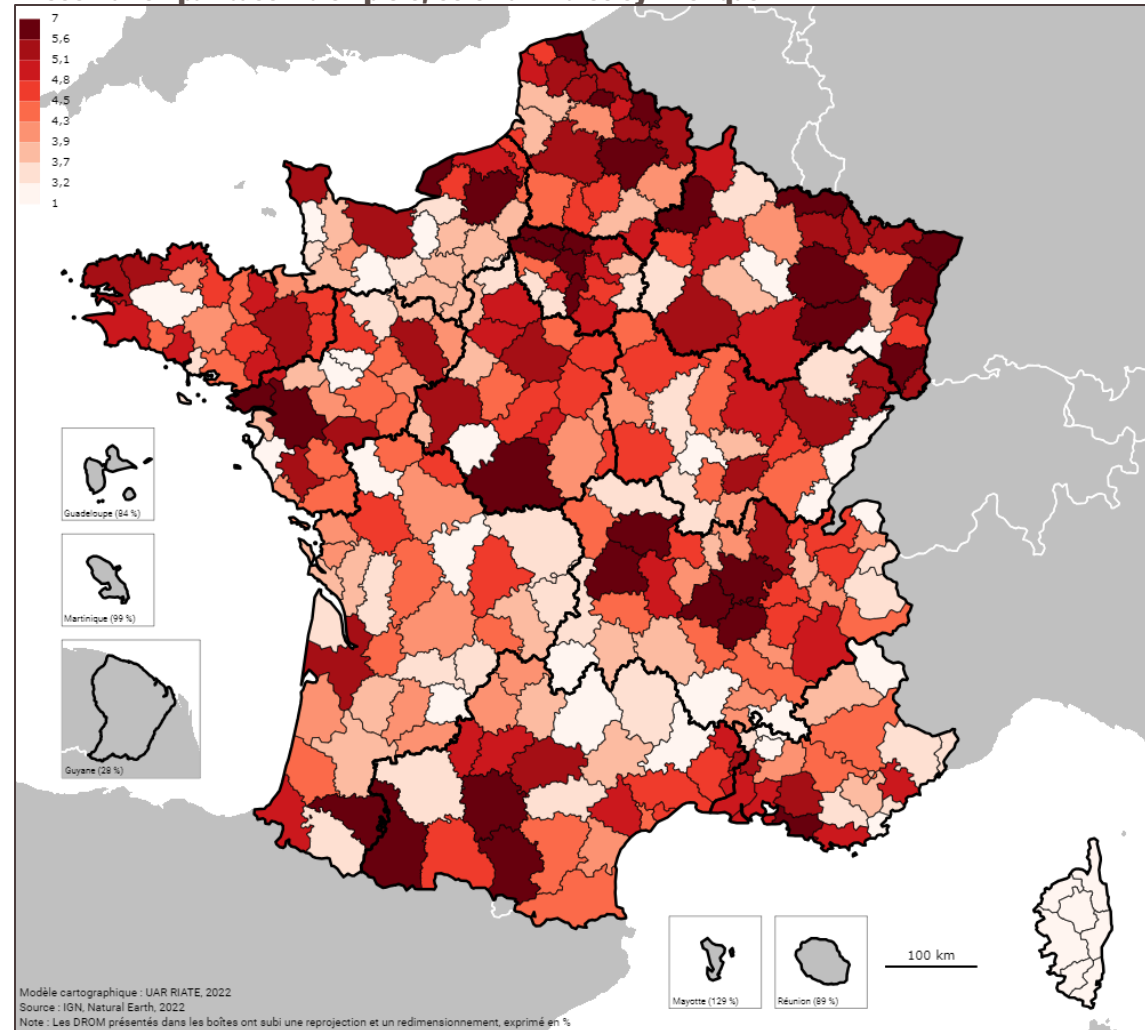 7
5,6
5,1
4,8
4,5
4,3
3,9
3,7
3,2
1
Guadeloupe (84 %)
Martinique (99 %)
Guyane (28 %)
Mayotte (129 %)
Réunion (89 %)
100 km
Modèle cartographique : UAR RIATE, 2022
Source : IGN, Natural Earth, 2022
Note : Les DROM présentés dans les boîtes ont subi une reprojection et un redimensionnement, exprimé en %